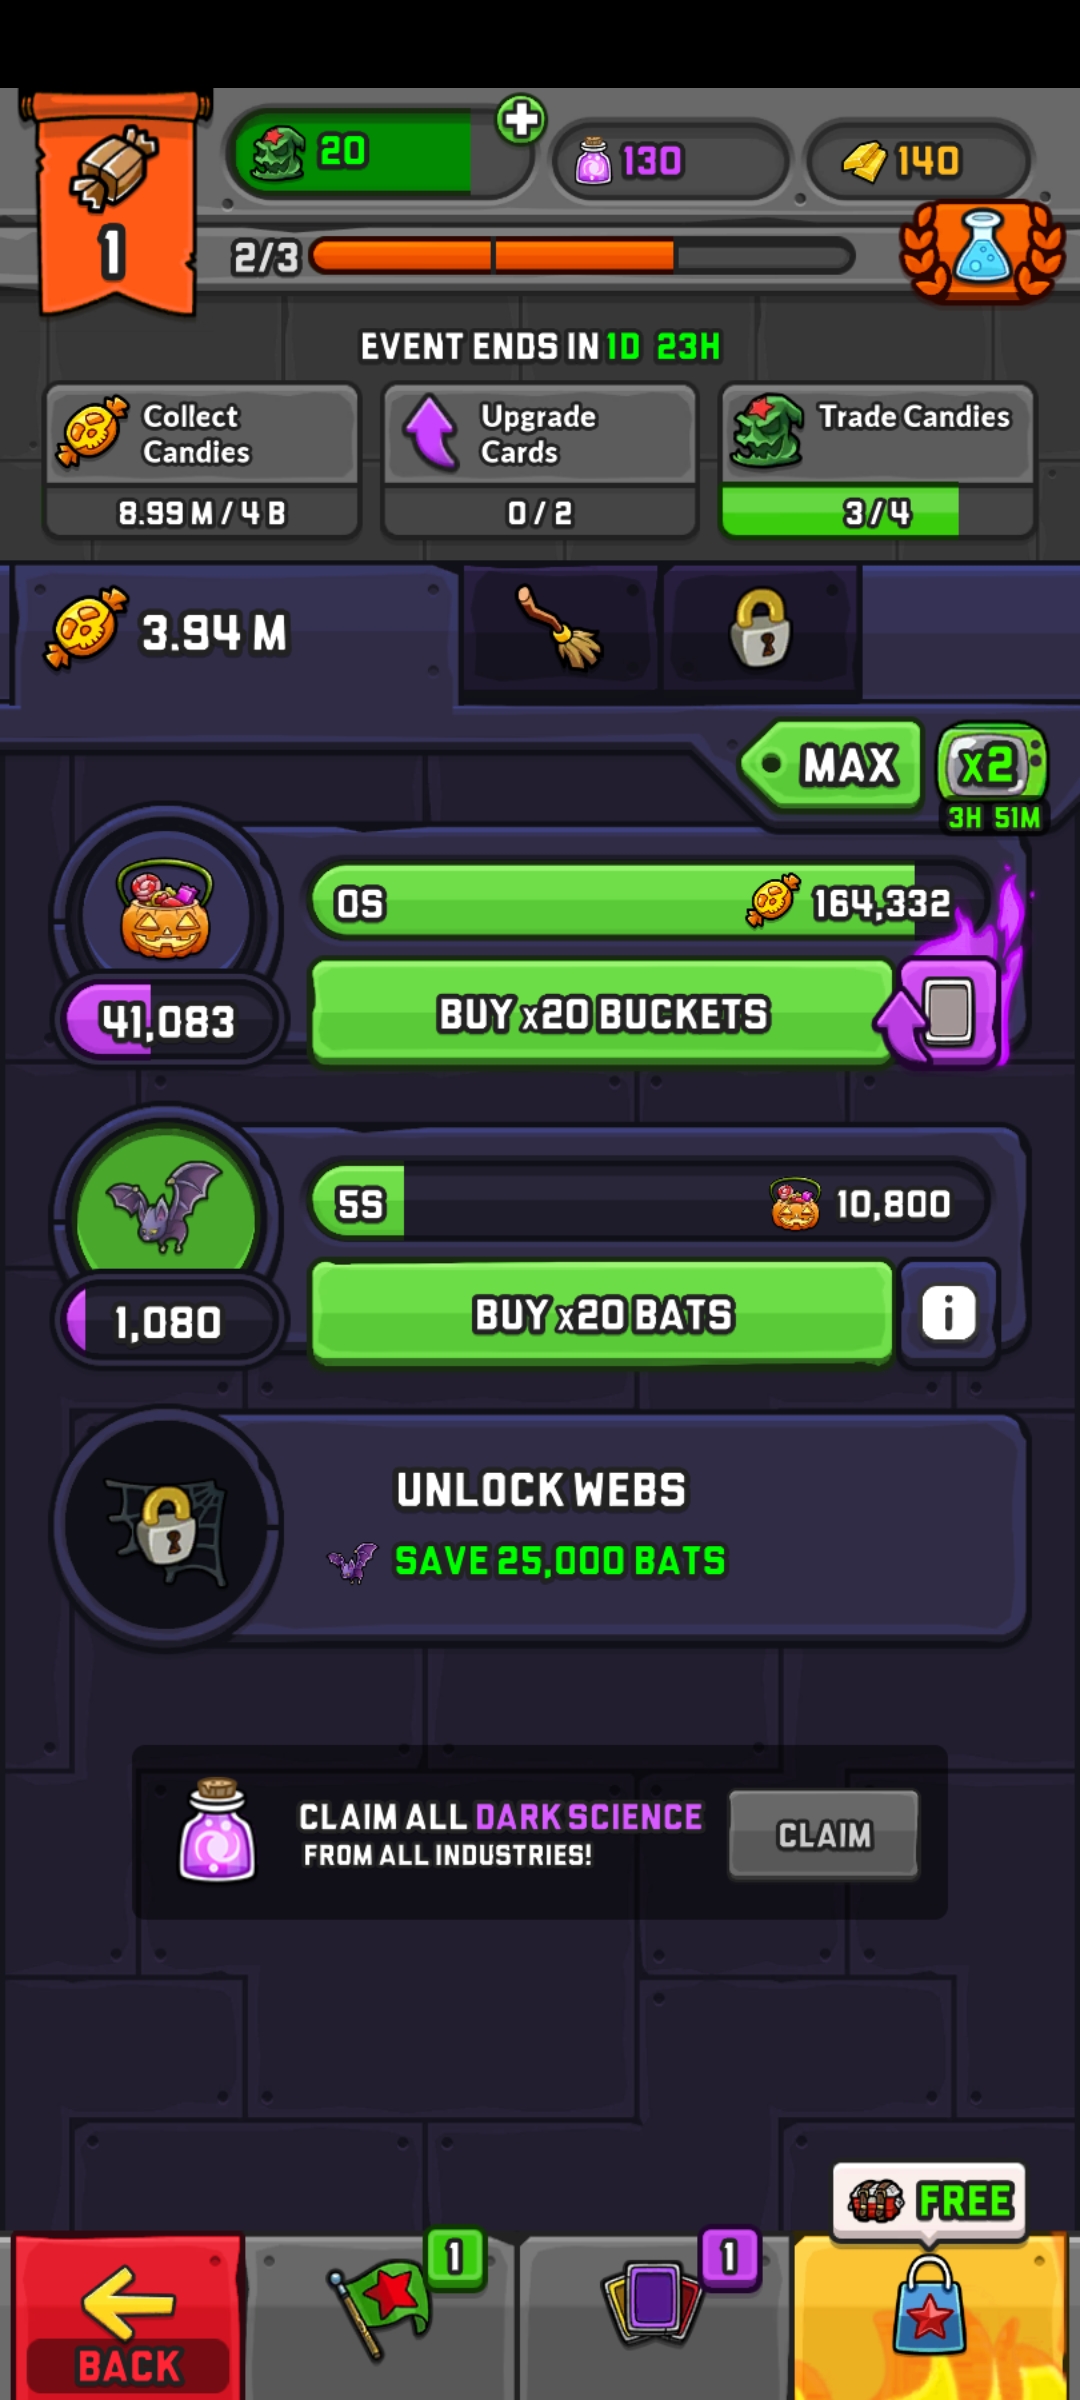 20
130
140
1
2/3
EVENT ENDS IN 1D 23H
Collect Candies
8.99 M / 4 B
Upgrade Cards
0 / 2
Trade Candies
3 / 4
3.94 M
MAX
x2
3H 51M
0S
164,332
41,083
BUY x20 BUCKETS
5S
10,800
1,080
BUY x20 BATS
i
UNLOCK WEBS
SAVE 25,000 BATS
CLAIM ALL DARK SCIENCE
FROM ALL INDUSTRIES!
CLAIM
FREE
1
1
BACK